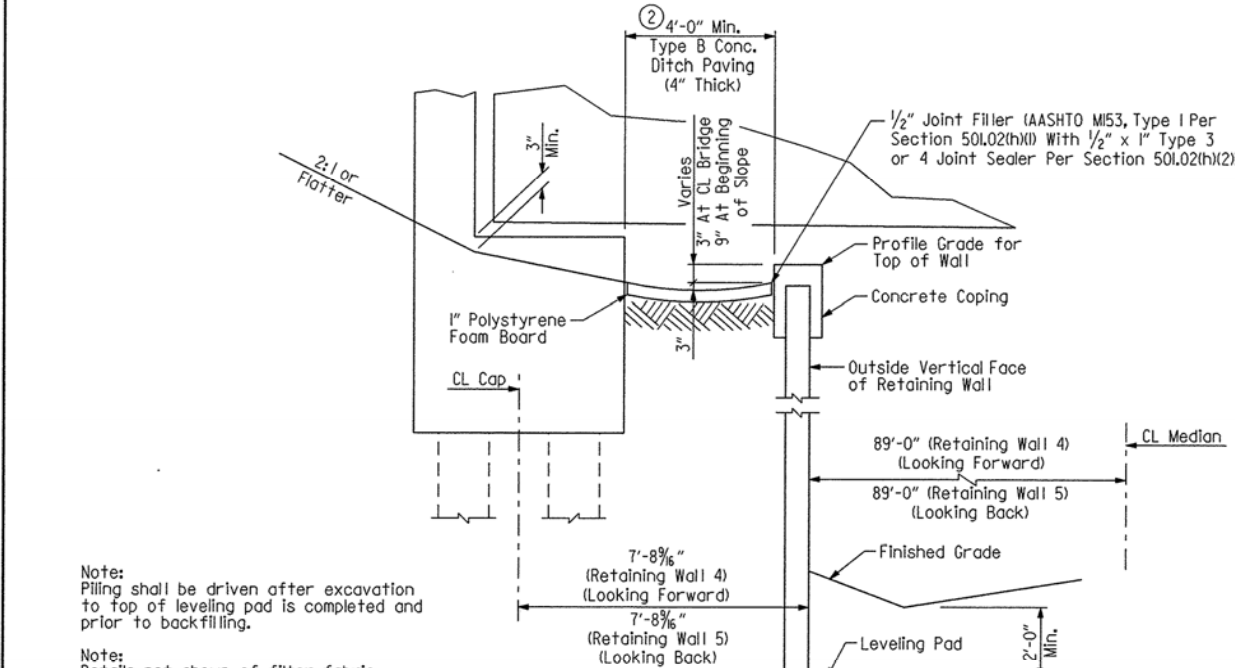 ② 4'-0" Min.
Type B Conc.
Ditch Paving
(4" Thick)
½" Joint Filler (AASHTO M153, Type I Per
Section 501.02(h)(1) With ½" x 1" Type 3
or 4 Joint Sealer Per Section 501.02(h)(2)
2:1 or
Flatter
3"
Min.
Varies
3" At CL Bridge
9" At Beginning
of Slope
Profile Grade for
Top of Wall
Concrete Coping
1" Polystyrene
Foam Board
3"
CL Cap
Outside Vertical Face
of Retaining Wall
89'-0" (Retaining Wall 4)
(Looking Forward)
CL Median
89'-0" (Retaining Wall 5)
(Looking Back)
Finished Grade
7'-8 9/16"
(Retaining Wall 4)
(Looking Forward)
7'-8 9/16"
(Retaining Wall 5)
(Looking Back)
Leveling Pad
2'-0"
Min.
Note:
Piling shall be driven after excavation
to top of leveling pad is completed and
prior to backfilling.
Note: